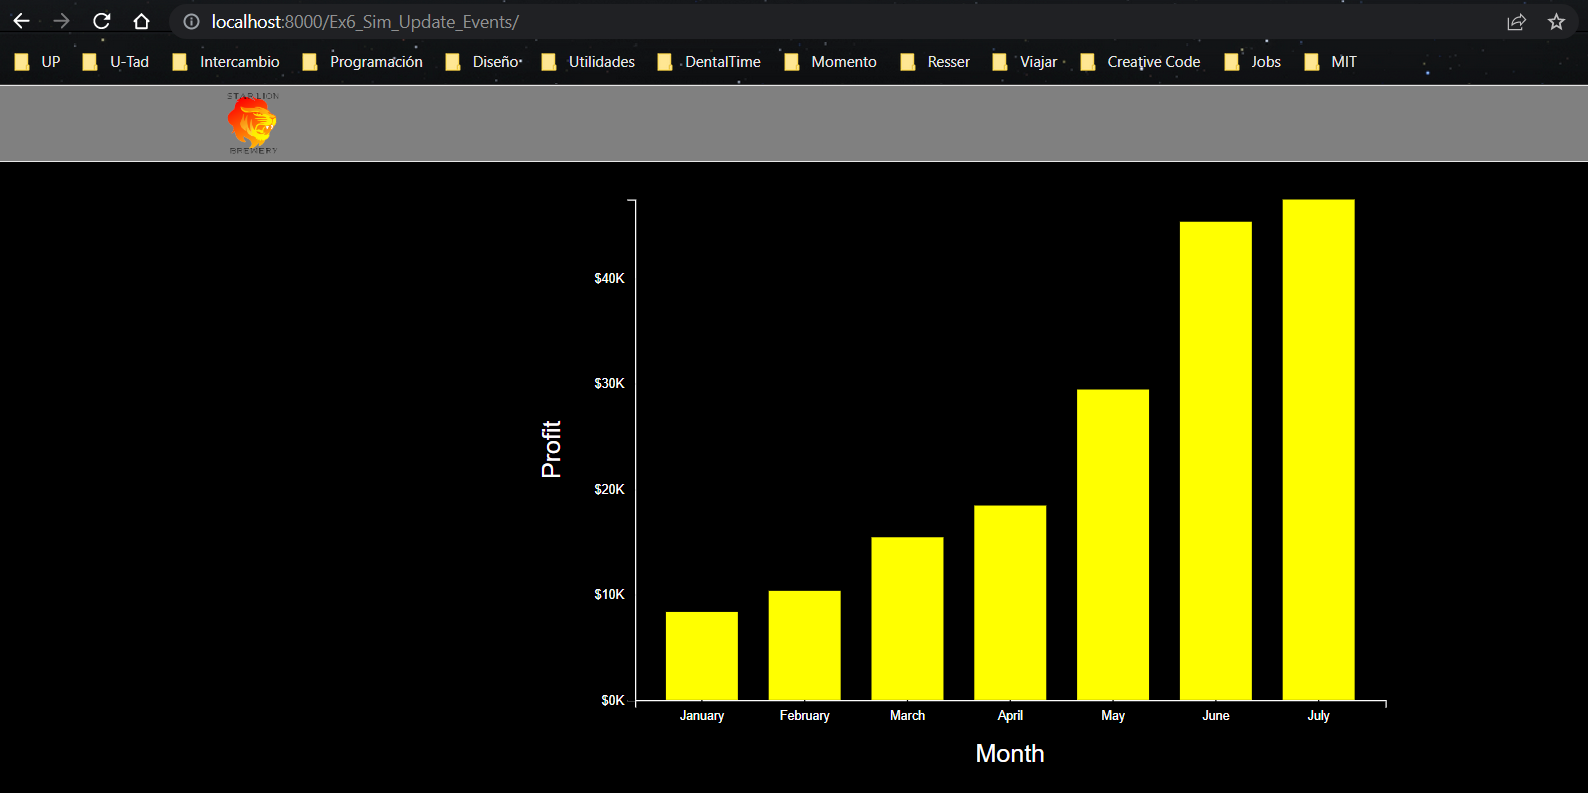 localhost:8000/Ex6_Sim_Update_Events/
UP U-Tad Intercambio Programación Diseño Utilidades DentalTime Momento Resser Viajar Creative Code Jobs MIT
STAR LION
BREWERY
$40K
$30K
Profit
$20K
$10K
$0K
January February March April May June July
Month